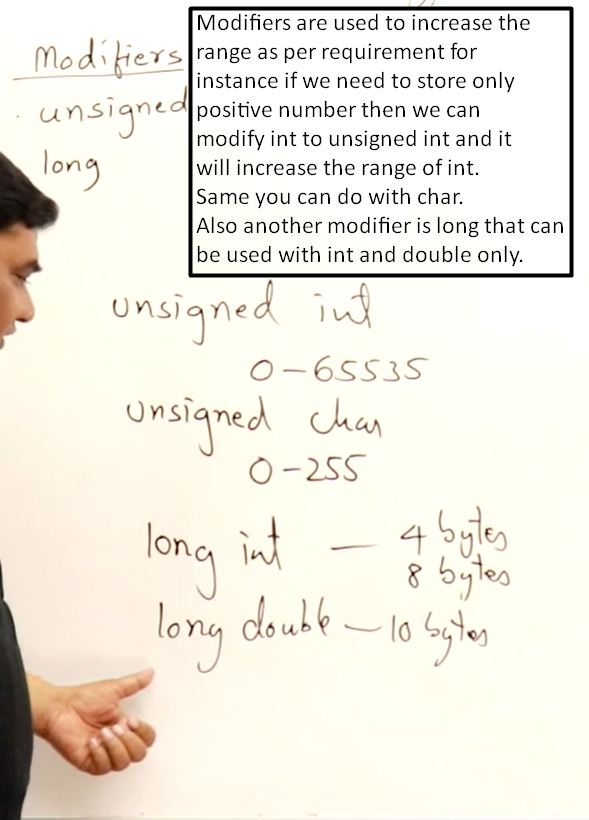 Modifiers
unsigned
long
Modifiers are used to increase the
range as per requirement for
instance if we need to store only
positive number then we can
modify int to unsigned int and it
will increase the range of int.
Same you can do with char.
Also another modifier is long that can
be used with int and double only.
unsigned int
0-65535
unsigned char
0-255
long int — 4 bytes
8 bytes
long double — 10 bytes